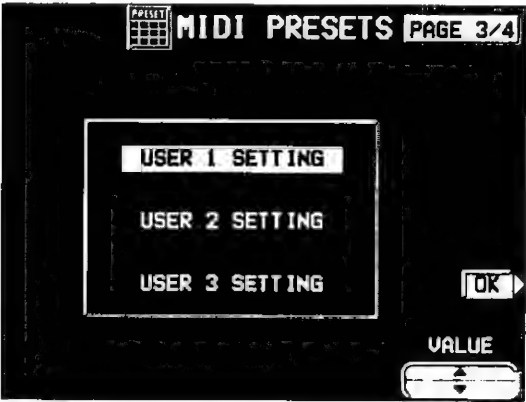 PRESET
MIDI PRESETS
PAGE 3/4
USER 1 SETTING
USER 2 SETTING
USER 3 SETTING
OK
VALUE